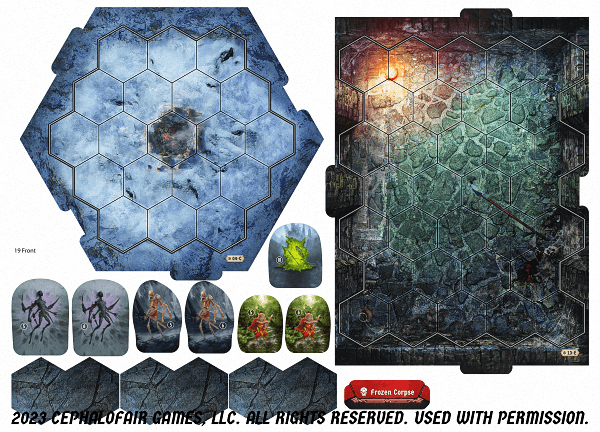 19 Front
Frozen Corpse
2023 CEPHALOFAIR GAMES, LLC. ALL RIGHTS RESERVED. USED WITH PERMISSION.